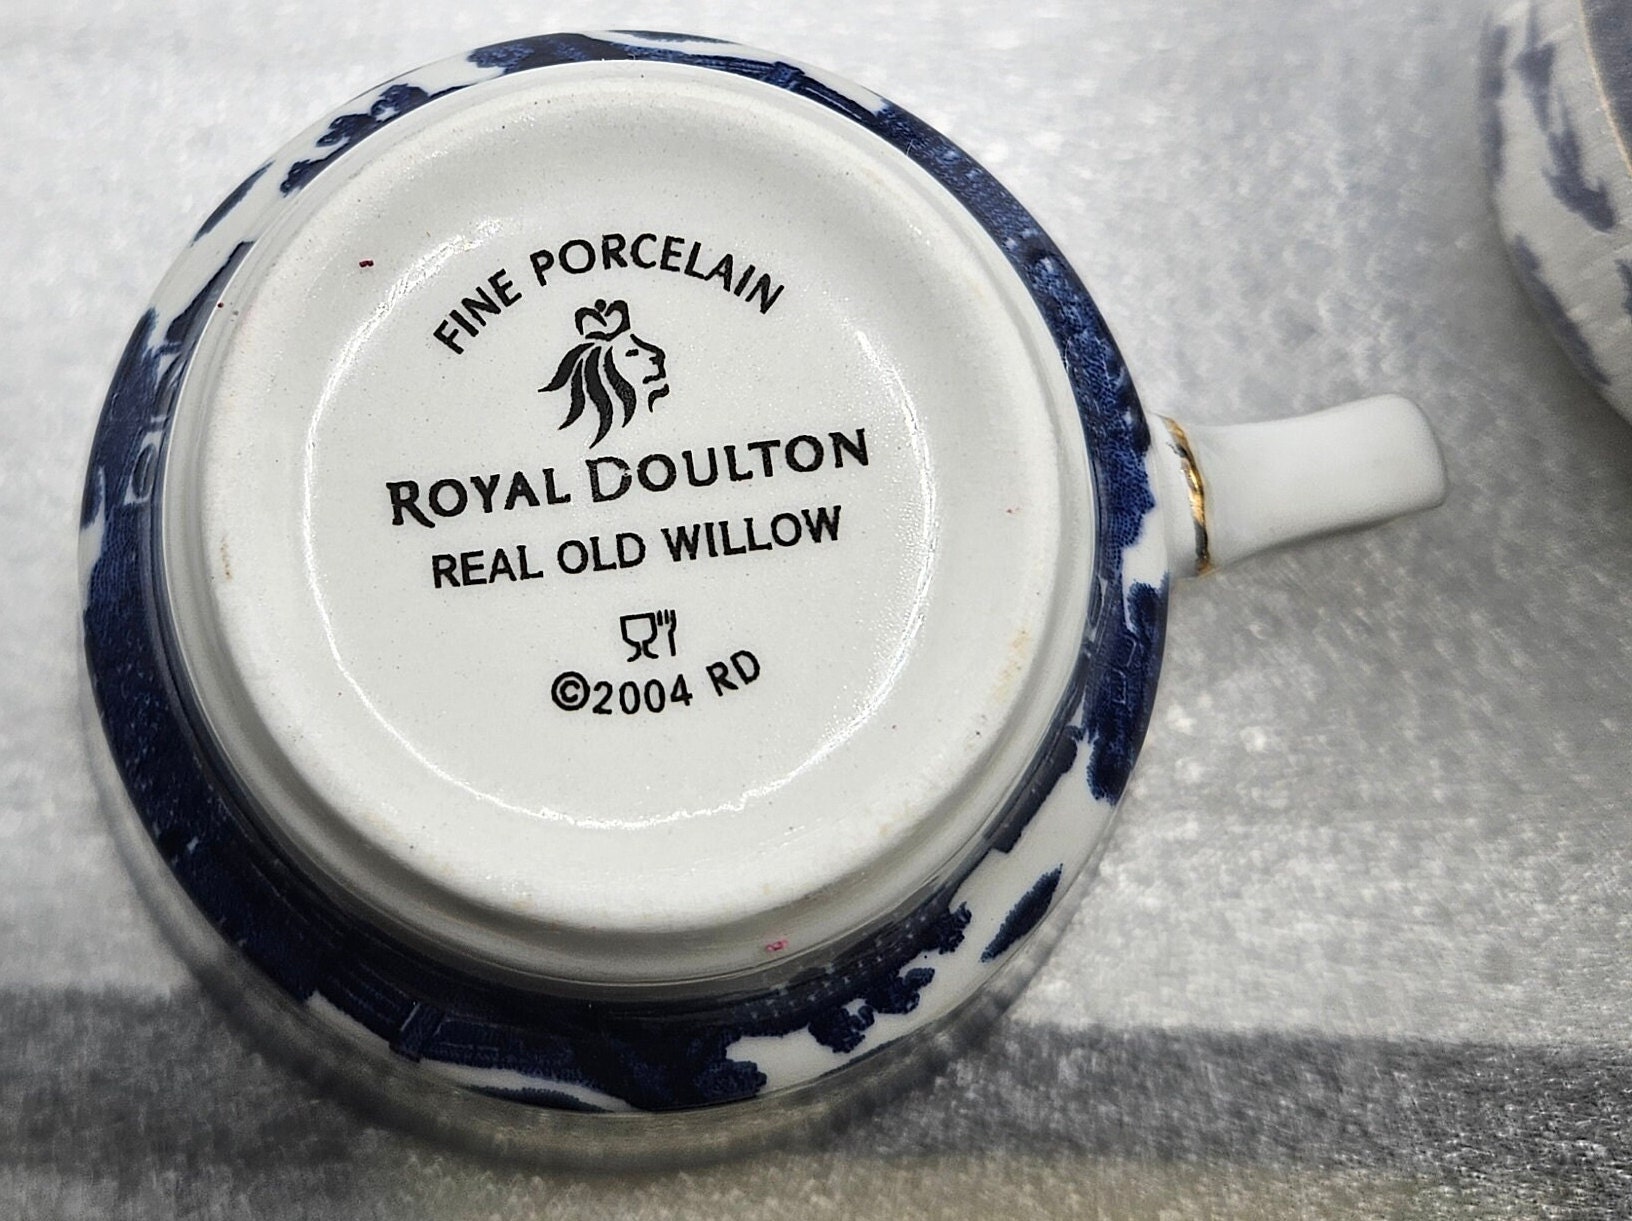 FINE PORCELAIN
ROYAL DOULTON
REAL OLD WILLOW
©2004 RD